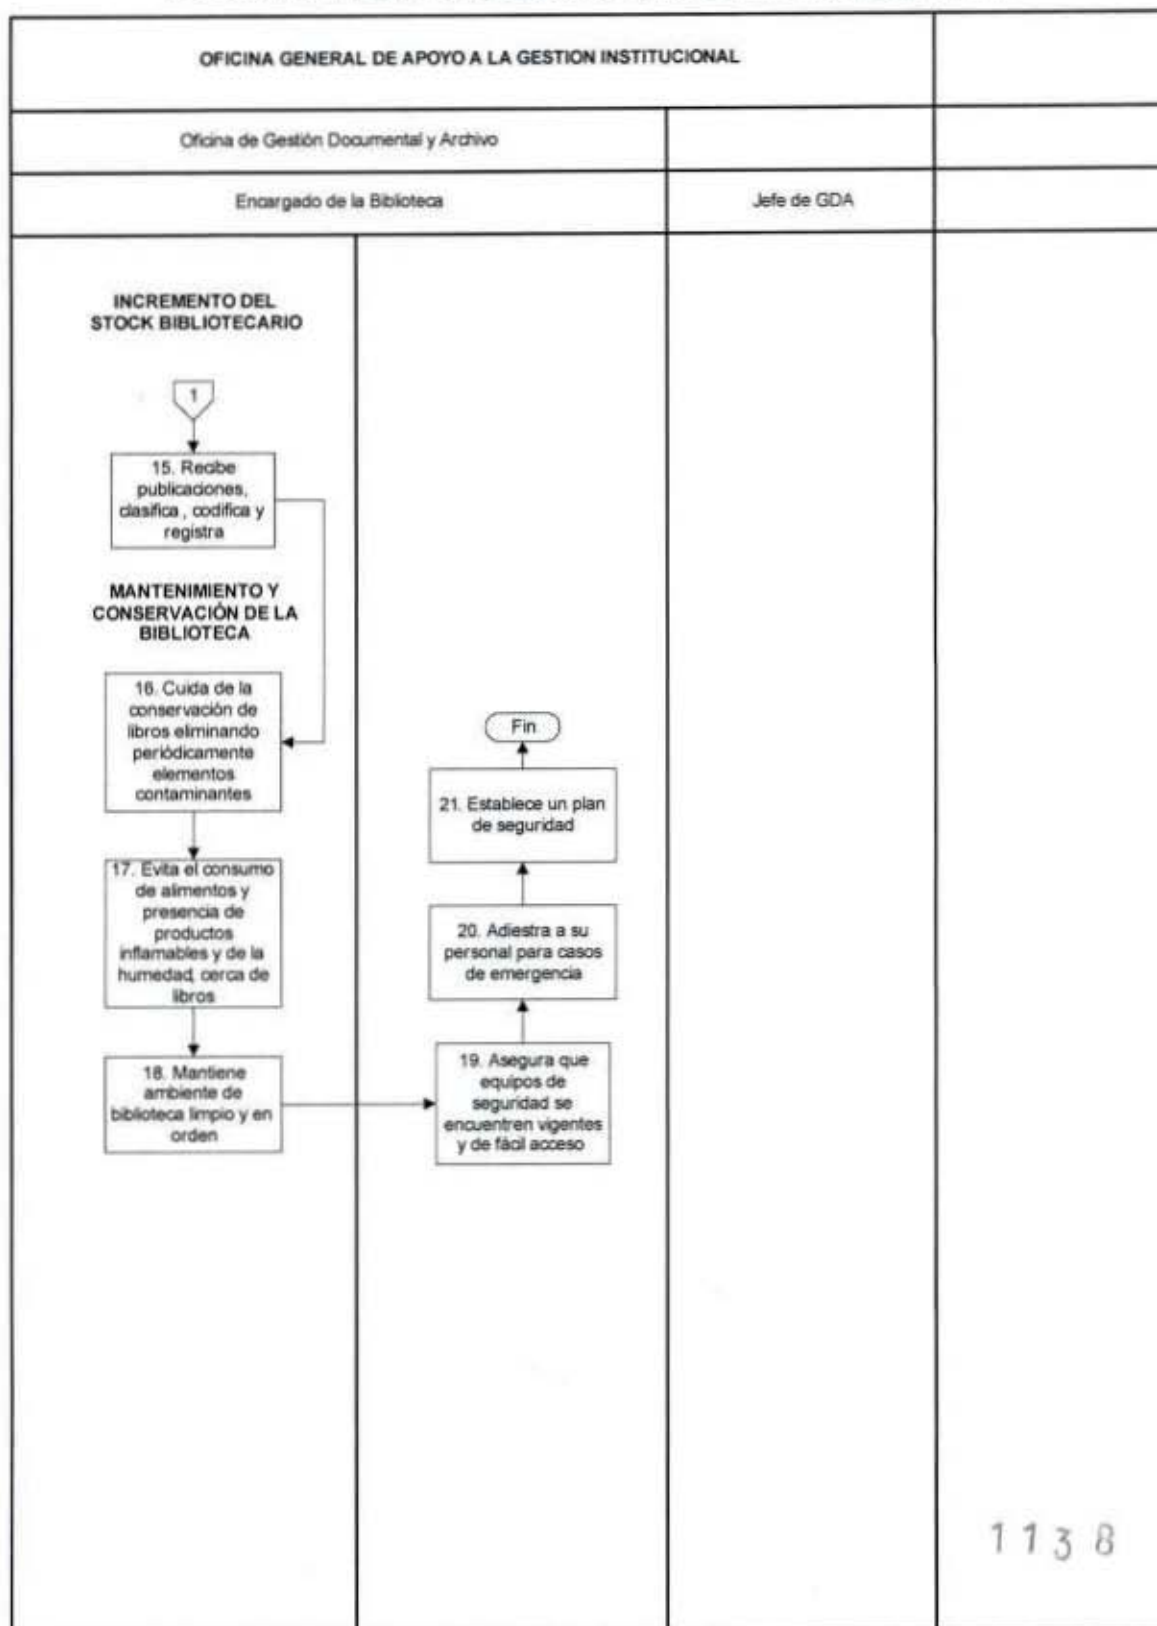 OFICINA GENERAL DE APOYO A LA GESTION INSTITUCIONAL
Oficina de Gestión Documental y Archivo
Encargado de la Biblioteca
Jefe de GDA
INCREMENTO DEL
STOCK BIBLIOTECARIO
1
15. Recibe
publicaciones,
clasifica , codifica y
registra
MANTENIMIENTO Y
CONSERVACIÓN DE LA
BIBLIOTECA
16. Cuida de la
conservación de
libros eliminando
periódicamente
elementos
contaminantes
17. Evita el consumo
de alimentos y
presencia de
productos
inflamables y de la
humedad, cerca de
libros
18. Mantiene
ambiente de
biblioteca limpio y en
orden
Fin
21. Establece un plan
de seguridad
20. Adiestra a su
personal para casos
de emergencia
19. Asegura que
equipos de
seguridad se
encuentren vigentes
y de fácil acceso
1138